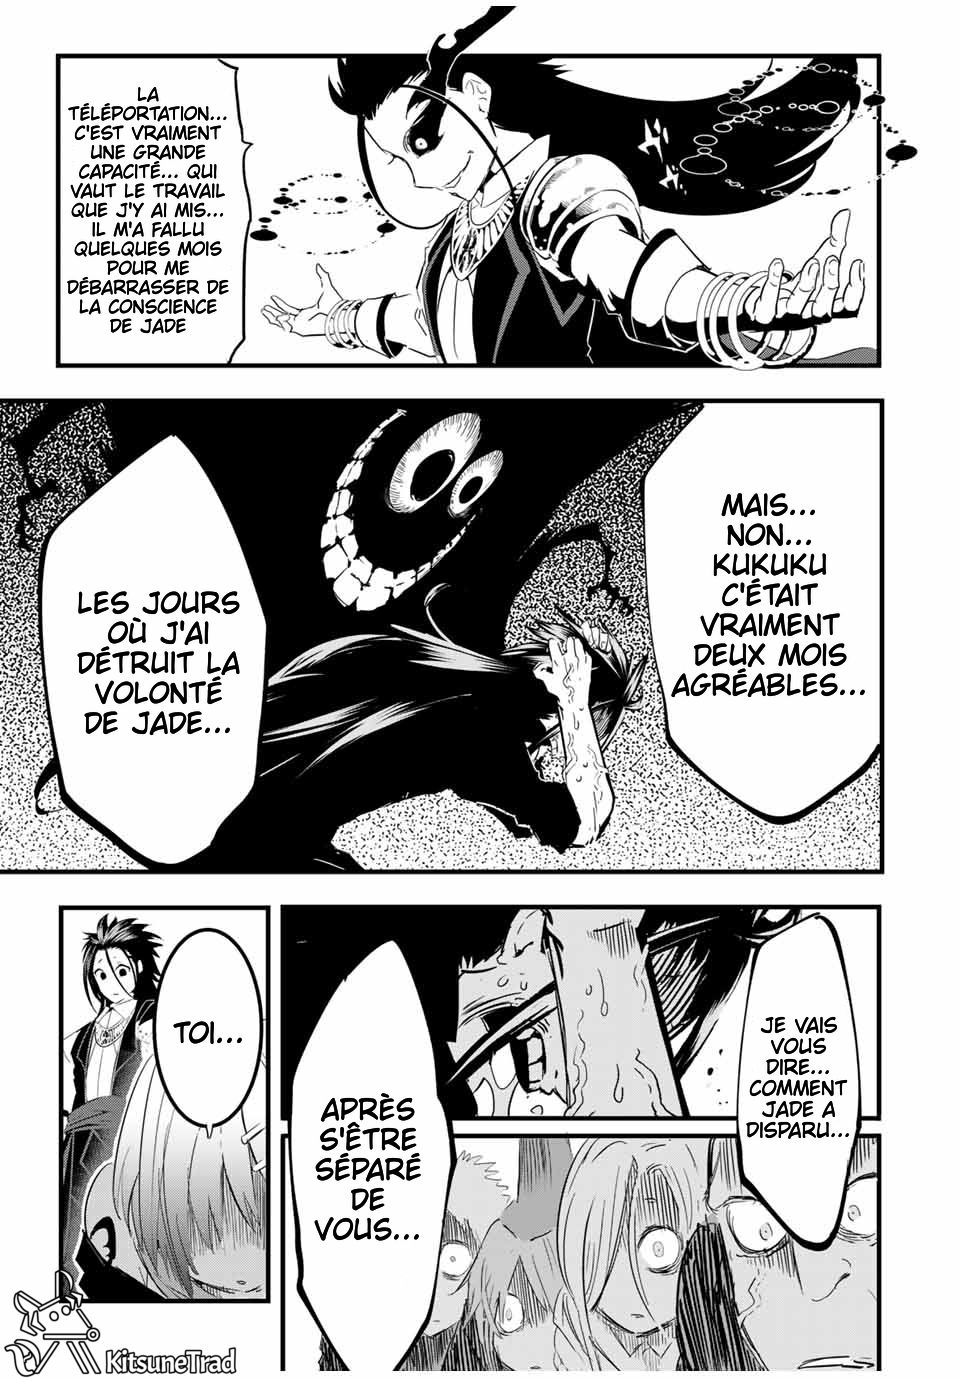 LA
TÉLÉPORTATION...
C'EST VRAIMENT
UNE GRANDE
CAPACITÉ... QUI
VAUT LE TRAVAIL
QUE J'Y AI MIS...
IL M'A FALLU
QUELQUES MOIS
POUR ME
DÉBARRASSER DE
LA CONSCIENCE
DE JADE
MAIS...
NON...
KUKUKU
C'ÉTAIT
VRAIMENT
DEUX MOIS
AGRÉABLES...
LES JOURS
OÙ J'AI
DÉTRUIT LA
VOLONTÉ
DE JADE...
JE VAIS
VOUS
DIRE...
COMMENT
JADE A
DISPARU...
APRÈS
S'ÊTRE
SÉPARÉ
DE
VOUS...
TOI...
KitsuneTrad